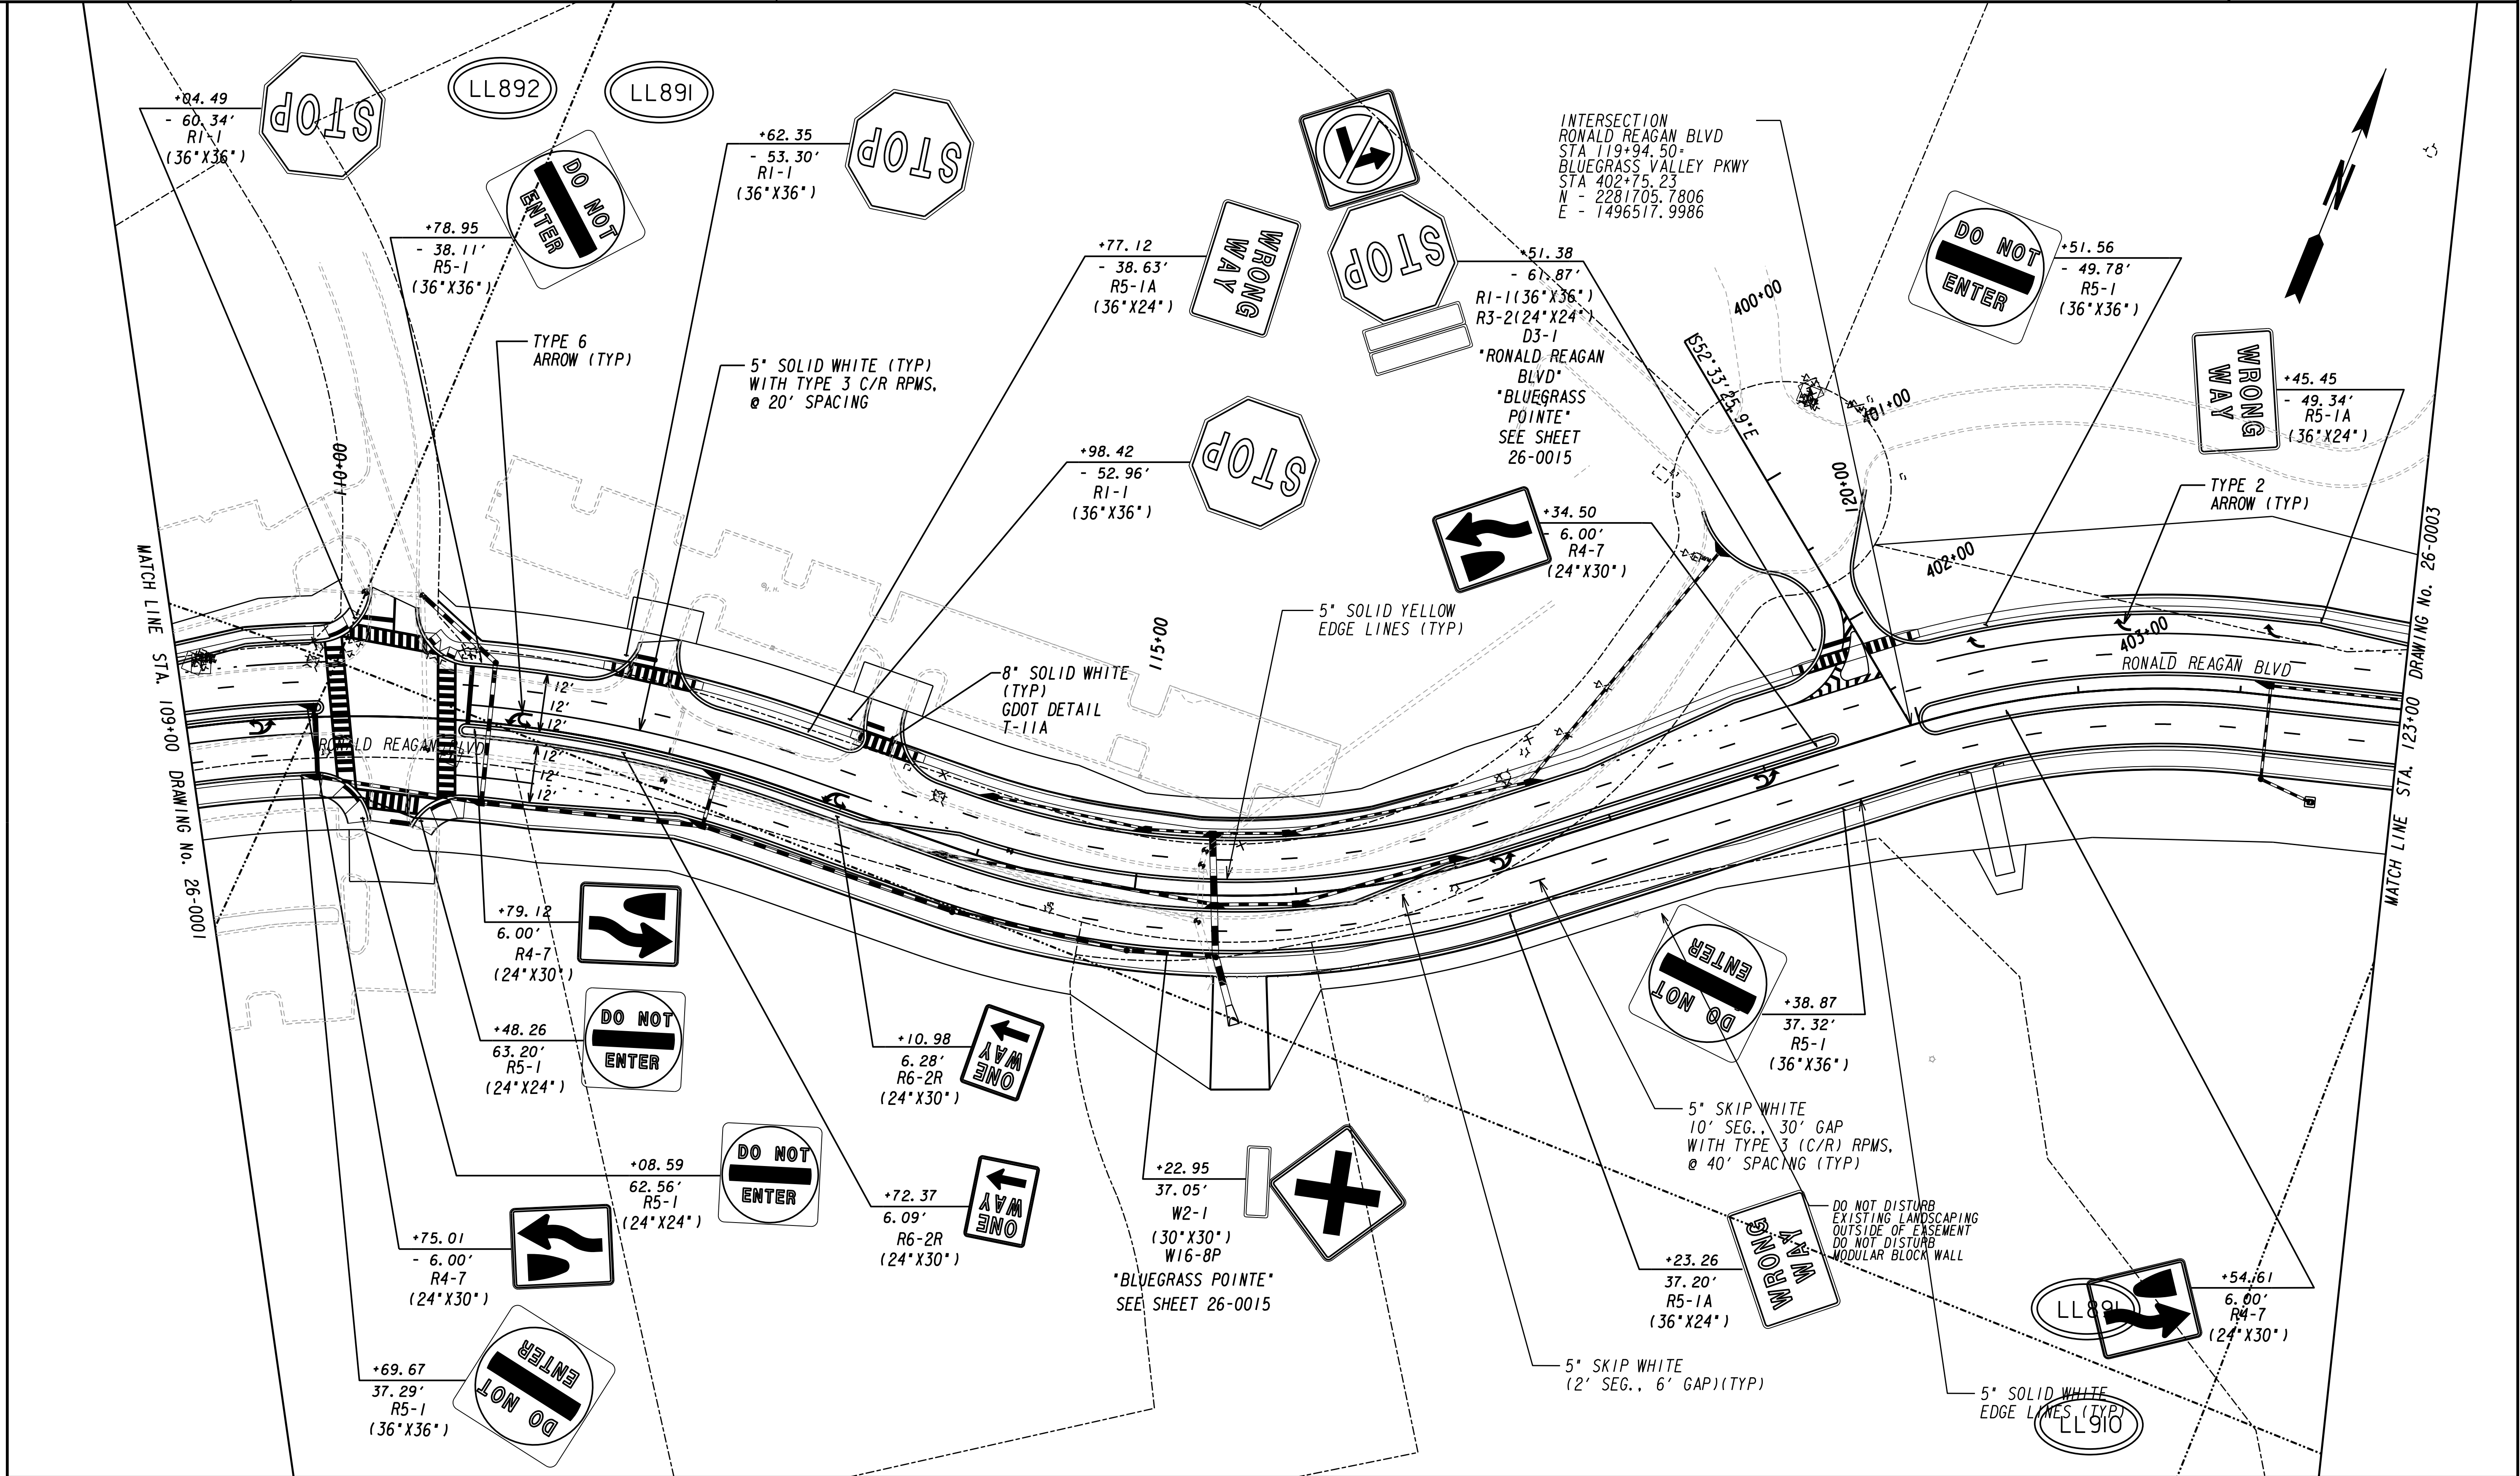 +04.49
- 60.34'
R1-1
(36"X36")
STOP
LL892
LL891
+78.95
- 38.11'
R5-1
(36"X36")
DO NOT
ENTER
+62.35
- 53.30'
R1-1
(36"X36")
STOP
TYPE 6
ARROW (TYP)
5" SOLID WHITE (TYP)
WITH TYPE 3 C/R RPMS,
@ 20' SPACING
+77.12
- 38.63'
R5-1A
(36"X24")
WRONG
WAY
+98.42
- 52.96'
R1-1
(36"X36")
STOP
STOP
+51.38
- 61.87'
R1-1(36"X36")
R3-2(24"X24")
D3-1
"RONALD REAGAN
BLVD"
"BLUEGRASS
POINTE"
SEE SHEET
26-0015
INTERSECTION
RONALD REAGAN BLVD
STA 119+94.50=
BLUEGRASS VALLEY PKWY
STA 402+75.23
N - 2281705.7806
E - 1496517.9986
DO NOT
ENTER
+51.56
- 49.78'
R5-1
(36"X36")
N
WRONG
WAY
+45.45
- 49.34'
R5-1A
(36"X24")
TYPE 2
ARROW (TYP)
+34.50
- 6.00'
R4-7
(24"X30")
S52°33'25.9"E
400+00
401+00
402+00
403+00
110+00
115+00
120+00
5" SOLID YELLOW
EDGE LINES (TYP)
8" SOLID WHITE
(TYP)
GDOT DETAIL
T-11A
MATCH LINE STA. 109+00 DRAWING No. 26-0001
MATCH LINE STA. 123+00 DRAWING No. 26-0003
RONALD REAGAN BLVD
RONALD REAGAN BLVD
12'
12'
12'
12'
12'
12'
+79.12
6.00'
R4-7
(24"X30")
+48.26
63.20'
R5-1
(24"X24")
DO NOT
ENTER
+08.59
62.56'
R5-1
(24"X24")
DO NOT
ENTER
+75.01
- 6.00'
R4-7
(24"X30")
+69.67
37.29'
R5-1
(36"X36")
DO NOT
ENTER
+10.98
6.28'
R6-2R
(24"X30")
ONE
WAY
+72.37
6.09'
R6-2R
(24"X30")
ONE
WAY
+22.95
37.05'
W2-1
(30"X30")
W16-8P
"BLUEGRASS POINTE"
SEE SHEET 26-0015
DO NOT
ENTER
+38.87
37.32'
R5-1
(36"X36")
5" SKIP WHITE
10' SEG., 30' GAP
WITH TYPE 3 (C/R) RPMS,
@ 40' SPACING (TYP)
DO NOT DISTURB
EXISTING LANDSCAPING
OUTSIDE OF EASEMENT
DO NOT DISTURB
MODULAR BLOCK WALL
+23.26
37.20'
R5-1A
(36"X24")
WRONG
WAY
5" SKIP WHITE
(2' SEG., 6' GAP)(TYP)
LL891
+54.61
6.00'
R4-7
(24"X30")
5" SOLID WHITE
EDGE LINES (TYP)
LL910